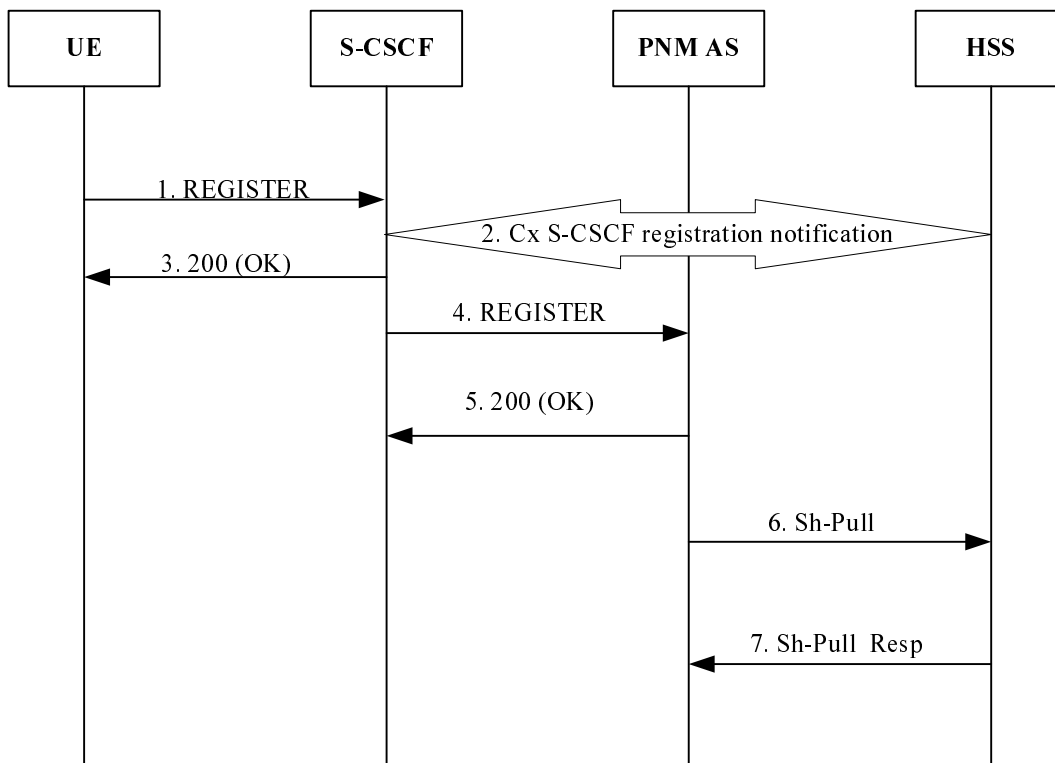 UE
S-CSCF
PNM AS
HSS
1. REGISTER
2. Cx S-CSCF registration notification
3. 200 (OK)
4. REGISTER
5. 200 (OK)
6. Sh-Pull
7. Sh-Pull Resp